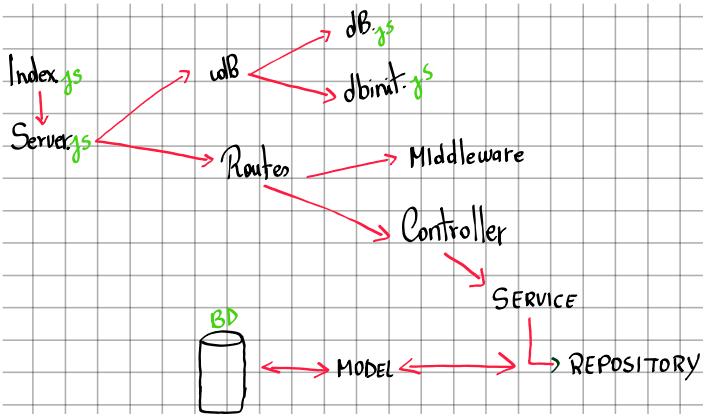 Index.js
Server.js
dB
dB.js
dbinit.js
Routes
Middleware
Controller
SERVICE
REPOSITORY
MODEL
BD